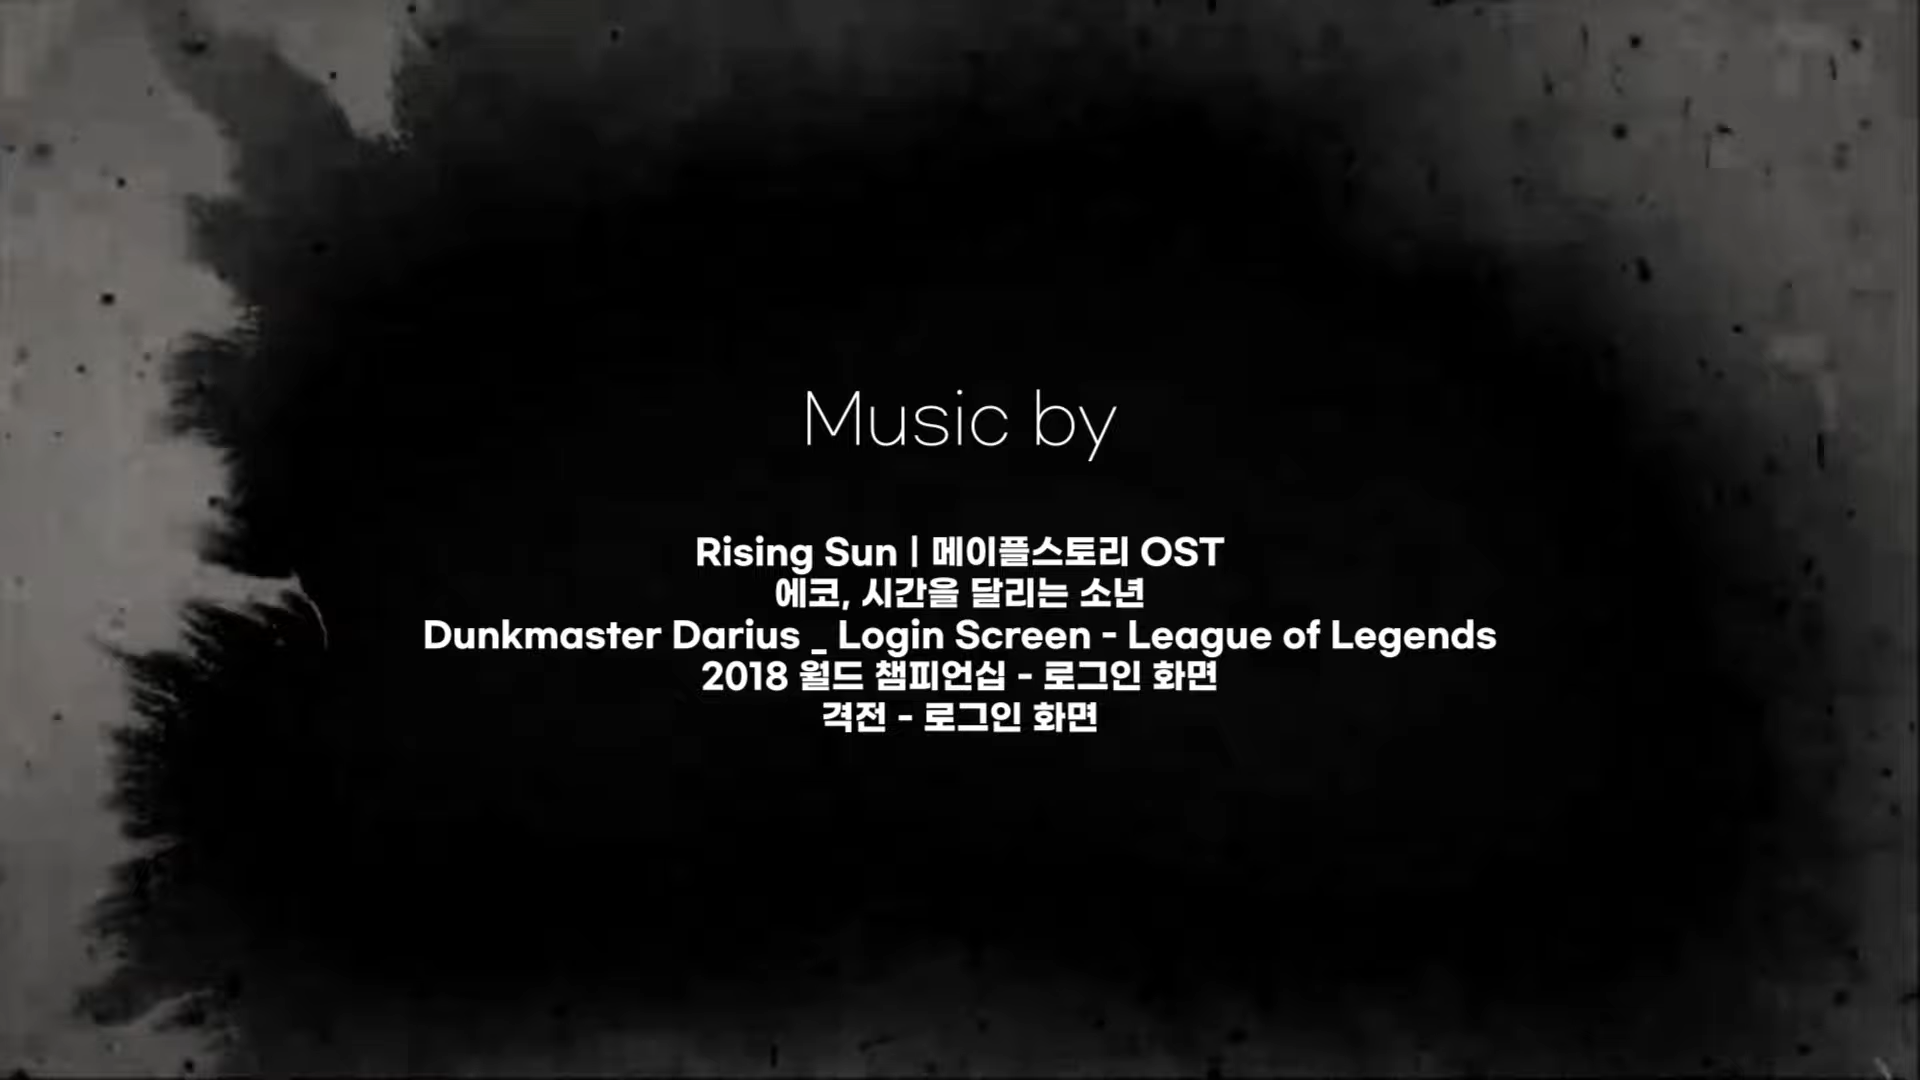 Music by
Rising Sun | 메이플스토리 OST
에코, 시간을 달리는 소년
Dunkmaster Darius _ Login Screen - League of Legends
2018 월드 챔피언십 - 로그인 화면
격전 - 로그인 화면